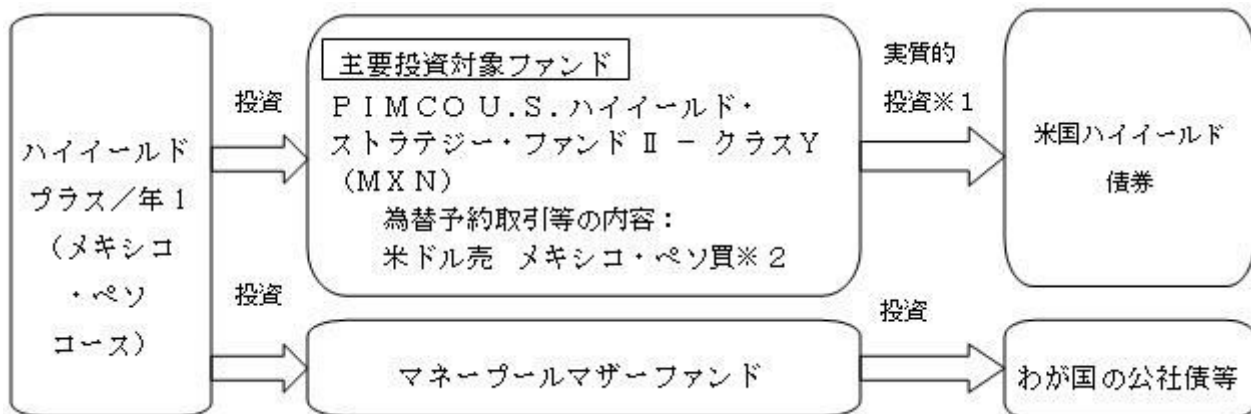 ハイイールド
プラス／年１
（メキシコ
・ペソ
コース）
投資
投資
主要投資対象ファンド
ＰＩＭＣＯ Ｕ.Ｓ.ハイイールド・
ストラテジー・ファンド Ⅱ － クラスＹ
（ＭＸＮ）
為替予約取引等の内容：
米ドル売 メキシコ・ペソ買※２
マネープールマザーファンド
実質的
投資※１
投資
米国ハイイールド
債券
わが国の公社債等